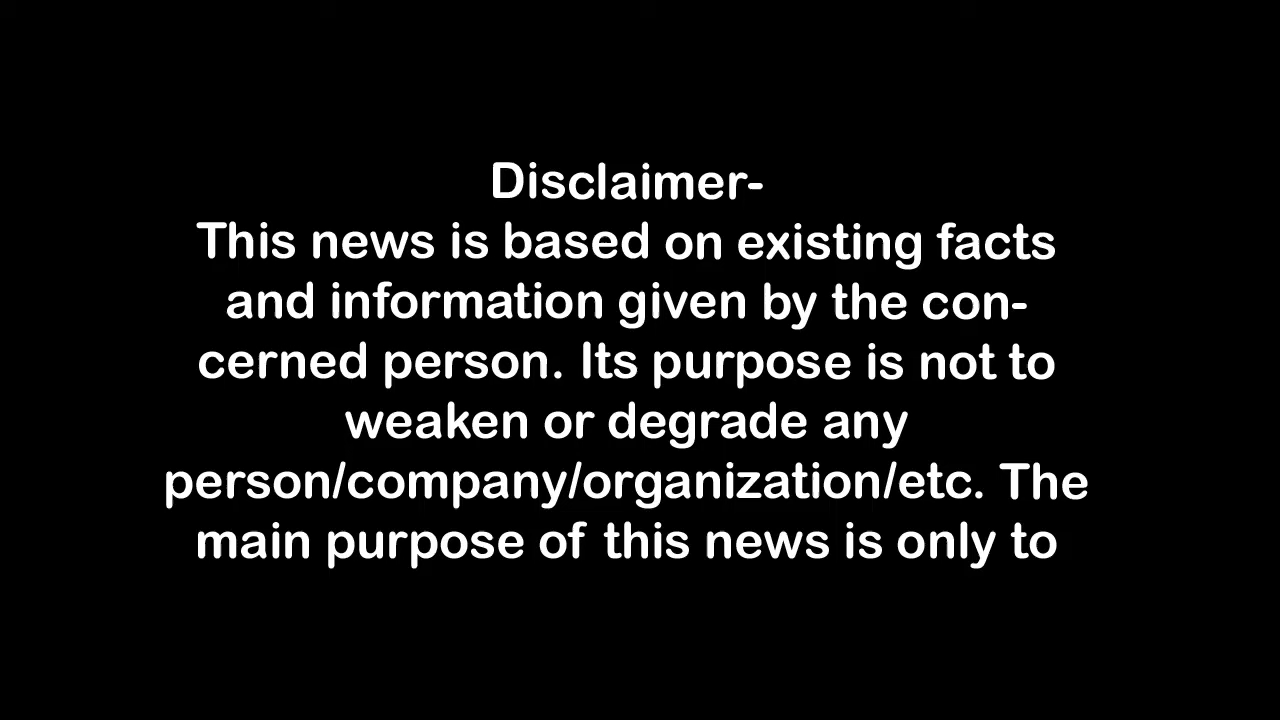 Disclaimer-
This news is based on existing facts
and information given by the con-
cerned person. Its purpose is not to
weaken or degrade any
person/company/organization/etc. The
main purpose of this news is only to